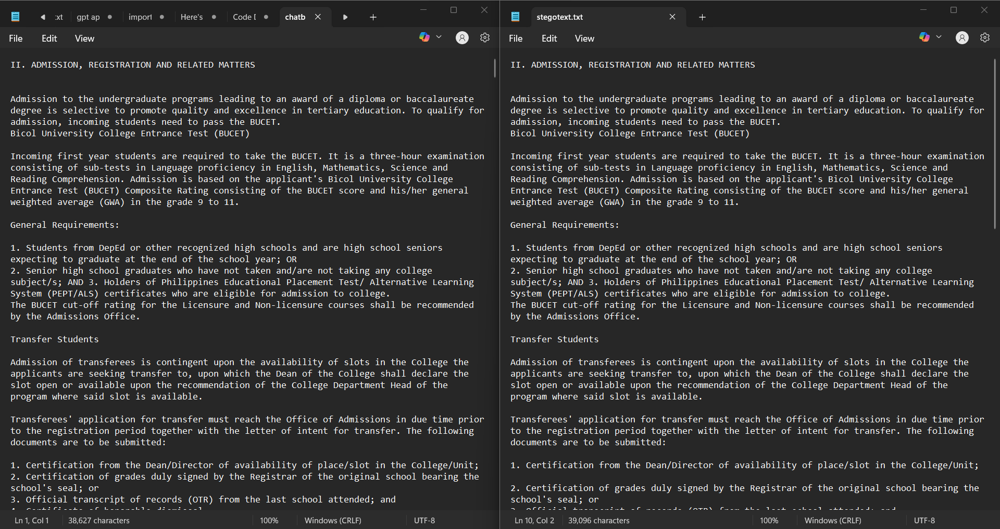 xt
gpt ap
import
Here's
Code
chatb
File
Edit
View
II. ADMISSION, REGISTRATION AND RELATED MATTERS
Admission to the undergraduate programs leading to an award of a diploma or baccalaureate
degree is selective to promote quality and excellence in tertiary education. To qualify for
admission, incoming students need to pass the BUCET.
Bicol University College Entrance Test (BUCET)
Incoming first year students are required to take the BUCET. It is a three-hour examination
consisting of sub-tests in Language proficiency in English, Mathematics, Science and
Reading Comprehension. Admission is based on the applicant's Bicol University College
Entrance Test (BUCET) Composite Rating consisting of the BUCET score and his/her general
weighted average (GWA) in the grade 9 to 11.
General Requirements:
1. Students from DepEd or other recognized high schools and are high school seniors
expecting to graduate at the end of the school year; OR
2. Senior high school graduates who have not taken and/are not taking any college
subject/s; AND 3. Holders of Philippines Educational Placement Test/ Alternative Learning
System (PEPT/ALS) certificates who are eligible for admission to college.
The BUCET cut-off rating for the Licensure and Non-licensure courses shall be recommended
by the Admissions Office.
Transfer Students
Admission of transferees is contingent upon the availability of slots in the College the
applicants are seeking transfer to, upon which the Dean of the College shall declare the
slot open or available upon the recommendation of the College Department Head of the
program where said slot is available.
Transferees' application for transfer must reach the Office of Admissions in due time prior
to the registration period together with the letter of intent for transfer. The following
documents are to be submitted:
1. Certification from the Dean/Director of availability of place/slot in the College/Unit;
2. Certification of grades duly signed by the Registrar of the original school bearing the
school's seal; or
3. Official transcript of records (OTR) from the last school attended; and
4. Certificate of honorable dismissal
Ln 1, Col 1
38,627 characters
100%
Windows (CRLF)
UTF-8
stegotext.txt
File
Edit
View
II. ADMISSION, REGISTRATION AND RELATED MATTERS
Admission to the undergraduate programs leading to an award of a diploma or baccalaureate
degree is selective to promote quality and excellence in tertiary education. To qualify for
admission, incoming students need to pass the BUCET.
Bicol University College Entrance Test (BUCET)
Incoming first year students are required to take the BUCET. It is a three-hour examination
consisting of sub-tests in Language proficiency in English, Mathematics, Science and
Reading Comprehension. Admission is based on the applicant's Bicol University College
Entrance Test (BUCET) Composite Rating consisting of the BUCET score and his/her general
weighted average (GWA) in the grade 9 to 11.
General Requirements:
1. Students from DepEd or other recognized high schools and are high school seniors
expecting to graduate at the end of the school year; OR
2. Senior high school graduates who have not taken and/are not taking any college
subject/s; AND 3. Holders of Philippines Educational Placement Test/ Alternative Learning
System (PEPT/ALS) certificates who are eligible for admission to college.
The BUCET cut-off rating for the Licensure and Non-licensure courses shall be recommended
by the Admissions Office.
Transfer Students
Admission of transferees is contingent upon the availability of slots in the College the
applicants are seeking transfer to, upon which the Dean of the College shall declare the
slot open or available upon the recommendation of the College Department Head of the
program where said slot is available.
Transferees' application for transfer must reach the Office of Admissions in due time prior
to the registration period together with the letter of intent for transfer. The following
documents are to be submitted:
1. Certification from the Dean/Director of availability of place/slot in the College/Unit;
2. Certification of grades duly signed by the Registrar of the original school bearing the
school's seal; or
3. Official transcript of records (OTR) from the last school attended; and
Ln 10, Col 2
39,096 characters
100%
Windows (CRLF)
UTF-8